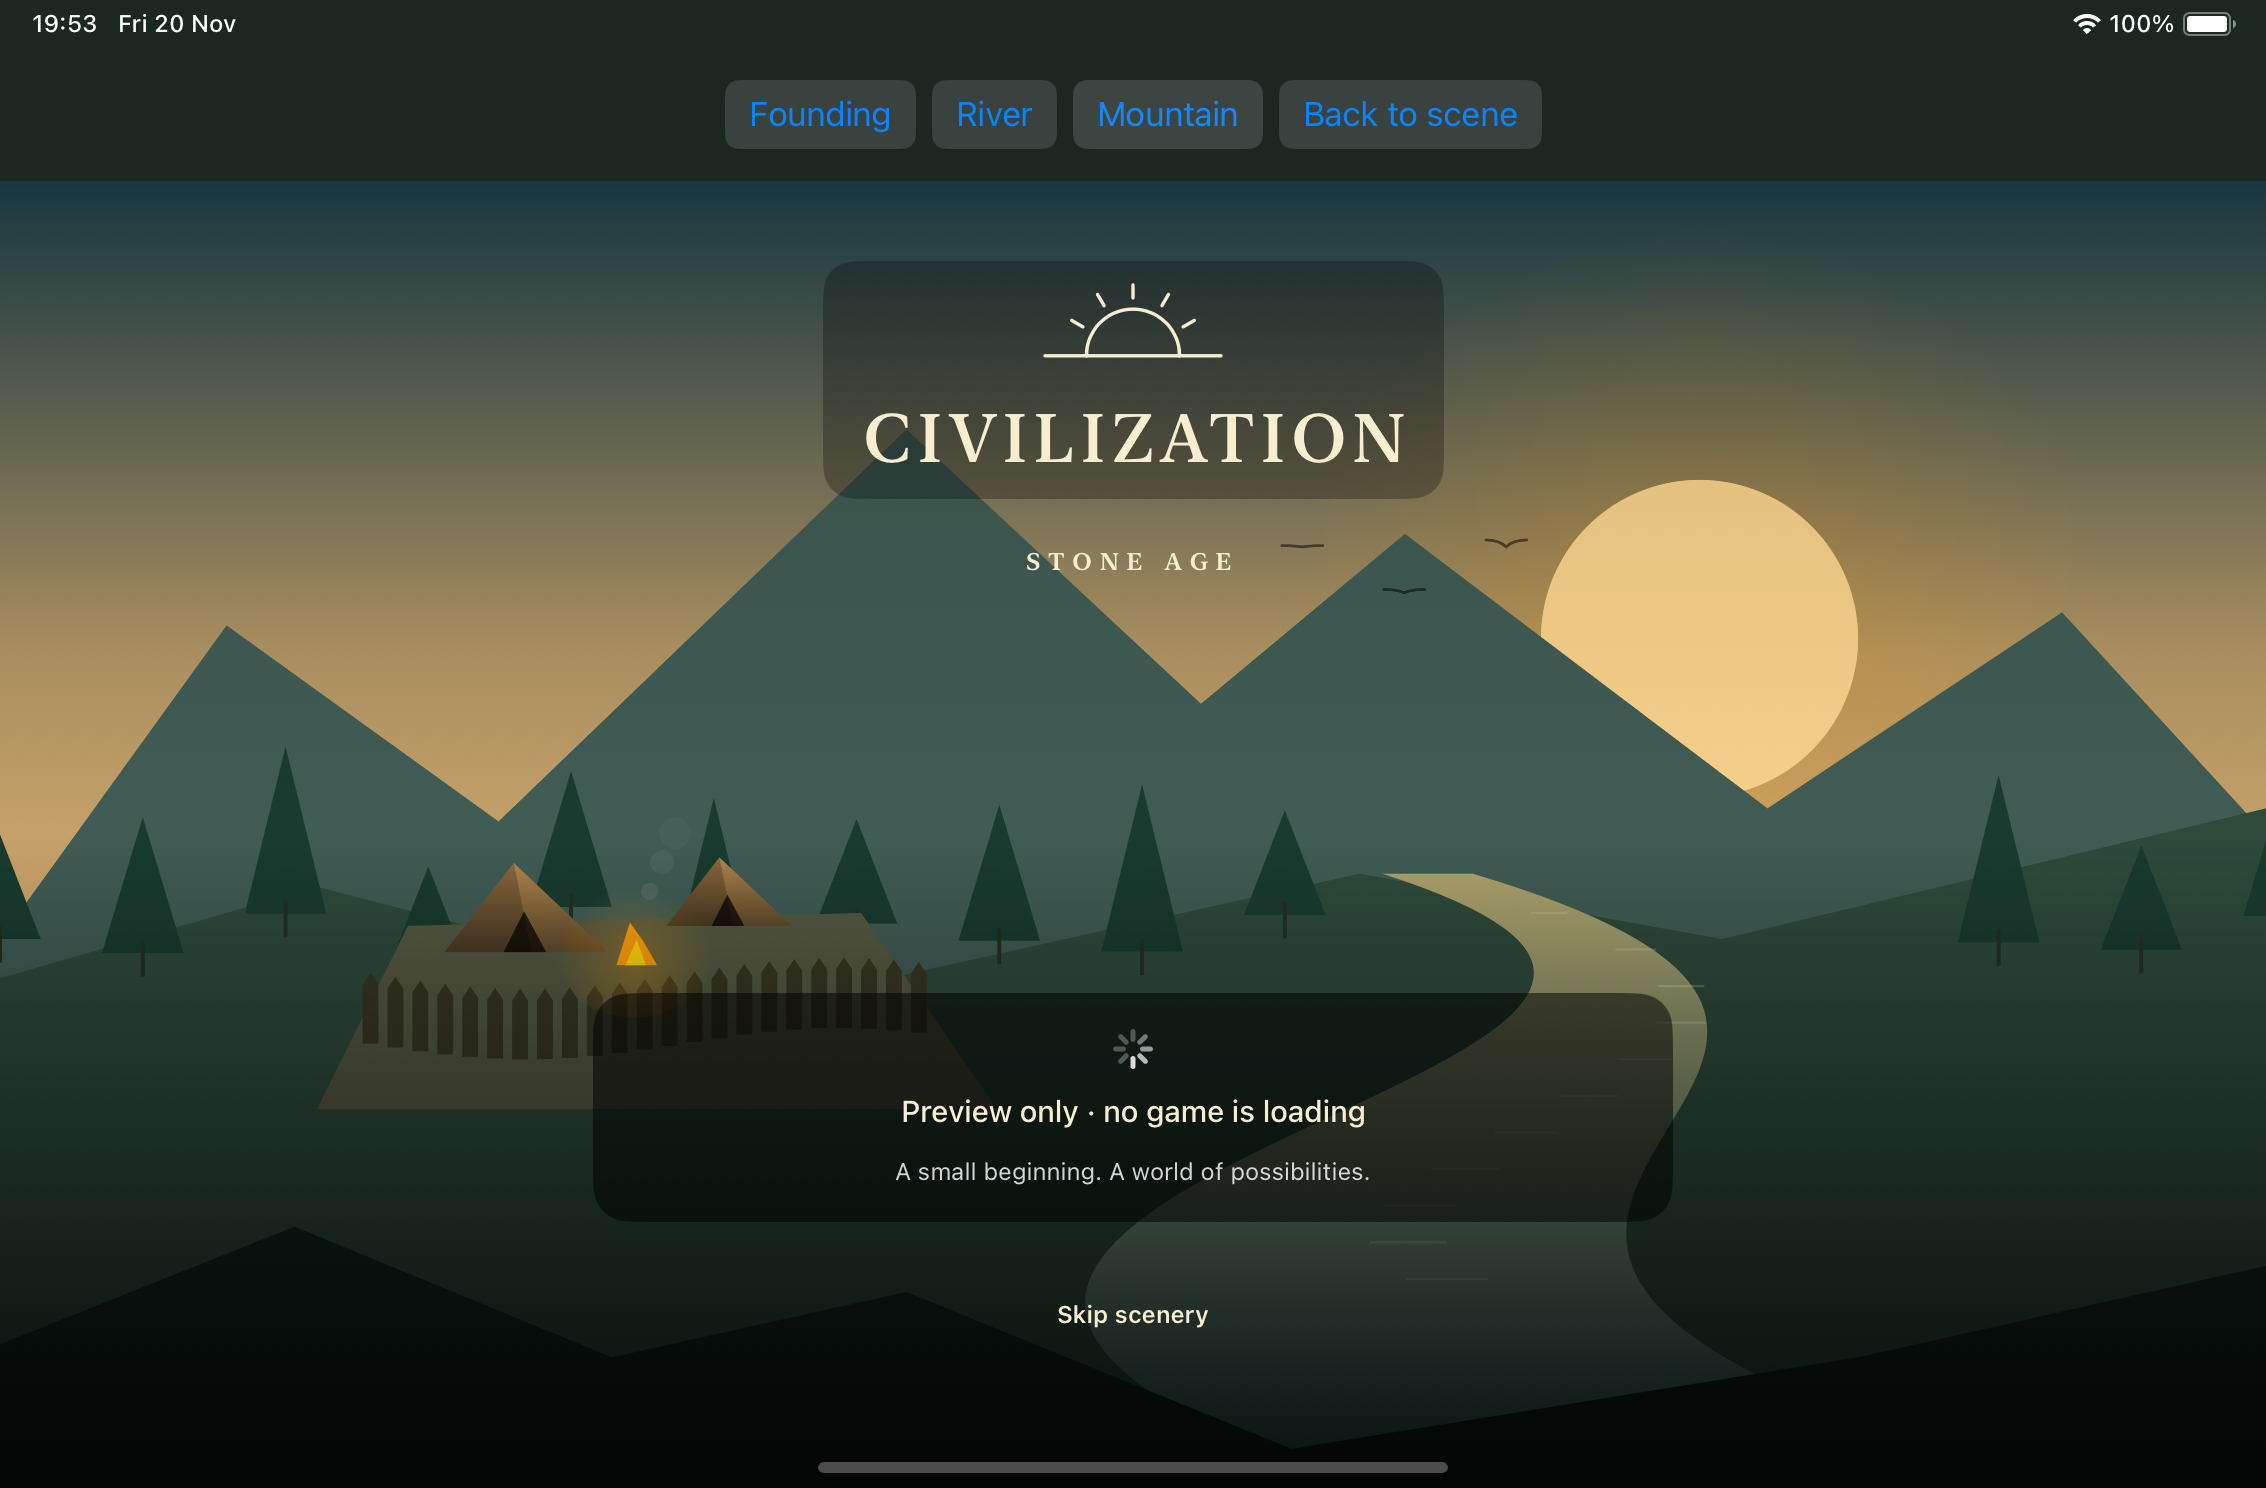 19:53 Fri 20 Nov 100%
Founding River Mountain Back to scene
CIVILIZATION
STONE AGE
Preview only · no game is loading
A small beginning. A world of possibilities.
Skip scenery